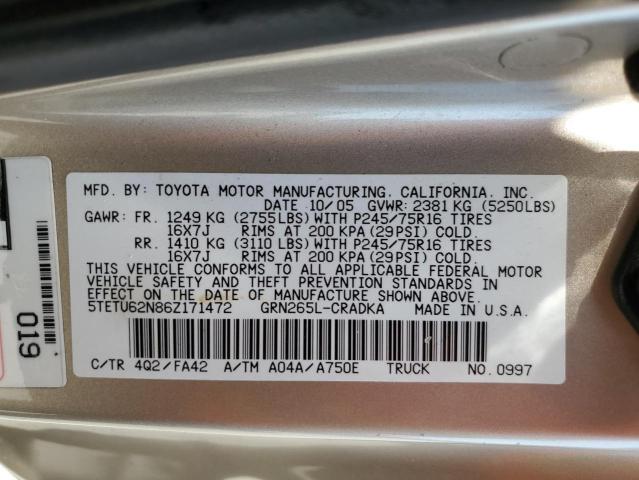 MFD. BY: TOYOTA MOTOR MANUFACTURING, CALIFORNIA, INC.
DATE 10/05 GVWR: 2381 KG (5250LBS)
GAWR: FR. 1249 KG (2755LBS) WITH P245/75R16 TIRES
16X7J RIMS AT 200 KPA (29PSI) COLD.
RR. 1410 KG (3110 LBS) WITH P245/75R16 TIRES
16X7J RIMS AT 200 KPA (29PSI) COLD.
THIS VEHICLE CONFORMS TO ALL APPLICABLE FEDERAL MOTOR
VEHICLE SAFETY AND THEFT PREVENTION STANDARDS IN
EFFECT ON THE DATE OF MANUFACTURE SHOWN ABOVE.
5TETU62N86Z171472 GRN265L-CRADKA MADE IN U.S.A.
C/TR 4Q2/FA42 A/TM A04A/A750E TRUCK NO. 0997
019